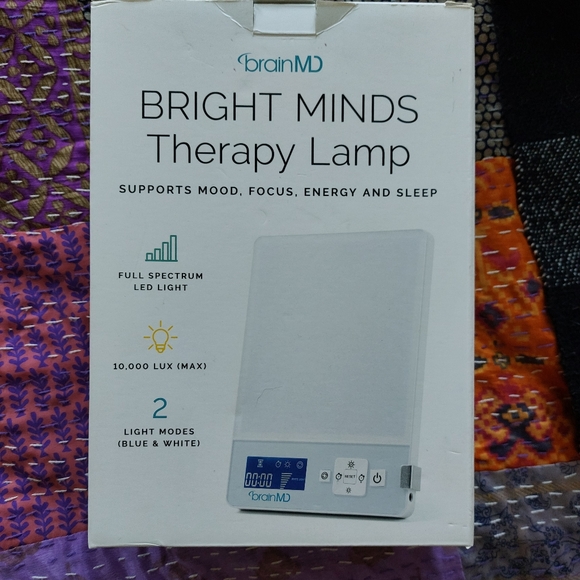 brainMD
BRIGHT MINDS
Therapy Lamp
SUPPORTS MOOD, FOCUS, ENERGY AND SLEEP
FULL SPECTRUM
LED LIGHT
10,000 LUX (MAX)
2
LIGHT MODES
(BLUE & WHITE)
00:00
RESET
brainMD